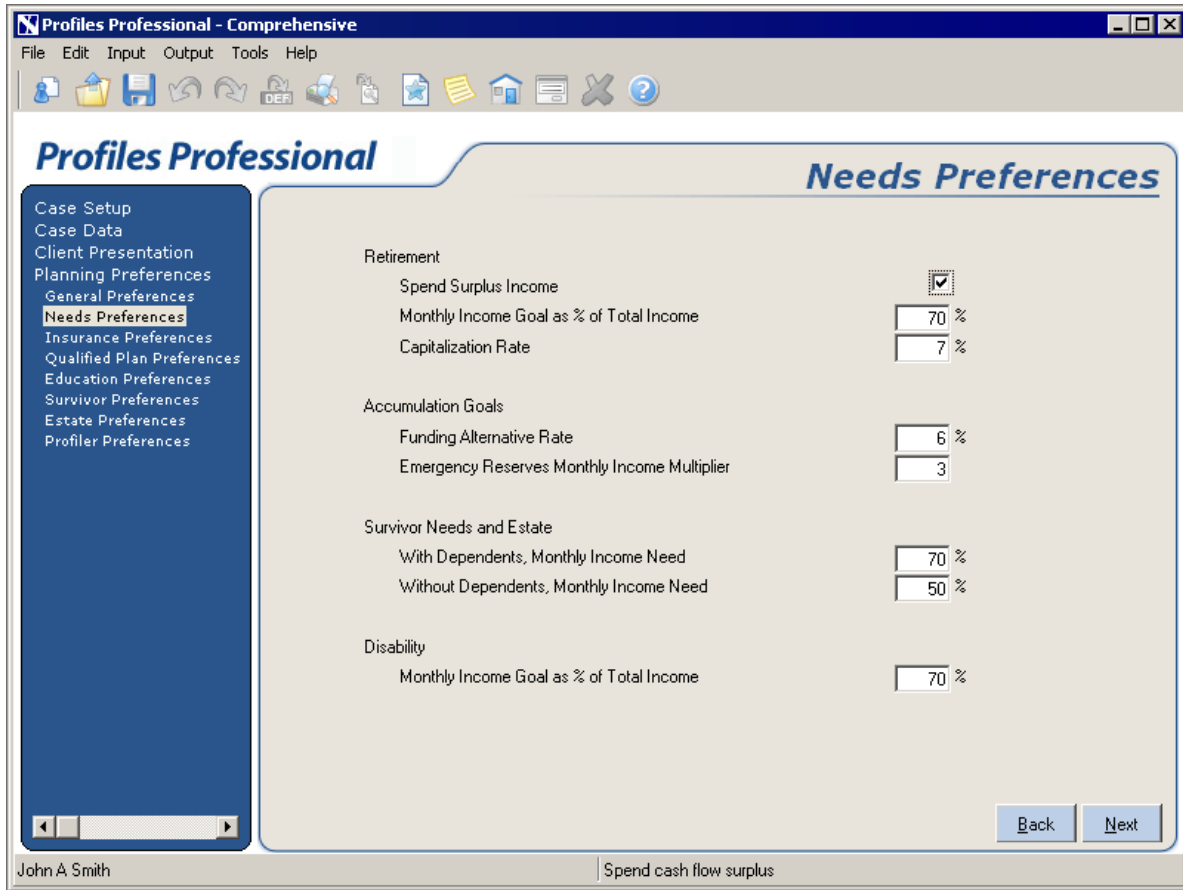 Profiles Professional - Comprehensive
File Edit Input Output Tools Help
DEF
Profiles Professional
Needs Preferences
Case Setup
Case Data
Client Presentation
Planning Preferences
General Preferences
Needs Preferences
Insurance Preferences
Qualified Plan Preferences
Education Preferences
Survivor Preferences
Estate Preferences
Profiler Preferences
Retirement
Spend Surplus Income
Monthly Income Goal as % of Total Income 70 %
Capitalization Rate 7 %
Accumulation Goals
Funding Alternative Rate 6 %
Emergency Reserves Monthly Income Multiplier 3
Survivor Needs and Estate
With Dependents, Monthly Income Need 70 %
Without Dependents, Monthly Income Need 50 %
Disability
Monthly Income Goal as % of Total Income 70 %
Back Next
John A Smith Spend cash flow surplus